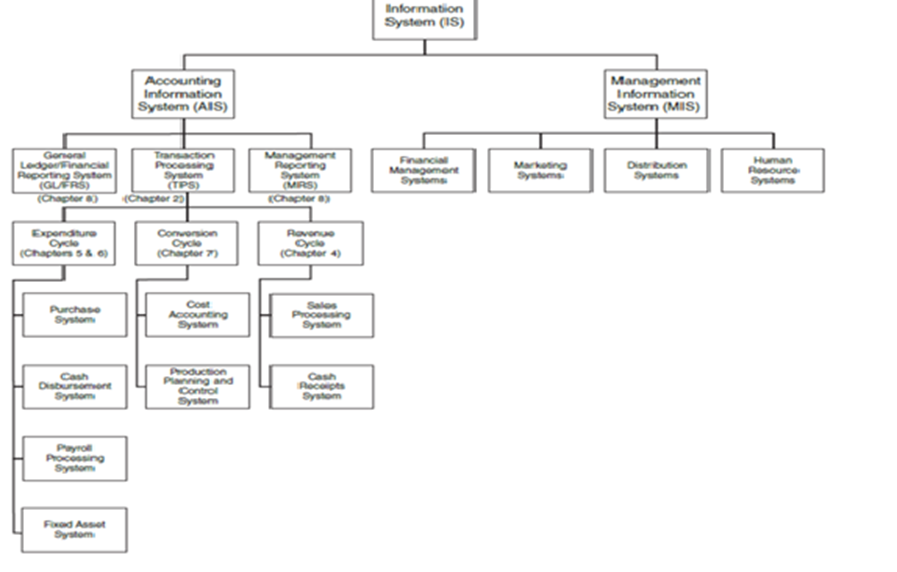 Information
System (IS)
Accounting
Information
System (AIS)
Management
Information
System (MIS)
General
Ledger/Financial
Reporting System
(GL/FRS)
Transaction
Processing
System
(TPS)
Management
Reporting
System
(MRS)
Financial
Management
Systems
Marketing
Systems
Distribution
Systems
Human
Resource
Systems
(Chapter 8)
(Chapter 2)
(Chapter 8)
Expenditure
Cycle
(Chapters 5 & 6)
Conversion
Cycle
(Chapter 7)
Revenue
Cycle
(Chapter 4)
Purchase
System
Cost
Accounting
System
Sales
Processing
System
Cash
Disbursement
System
Production
Planning and
Control
System
Cash
Receipts
System
Payroll
Processing
System
Fixed Asset
System